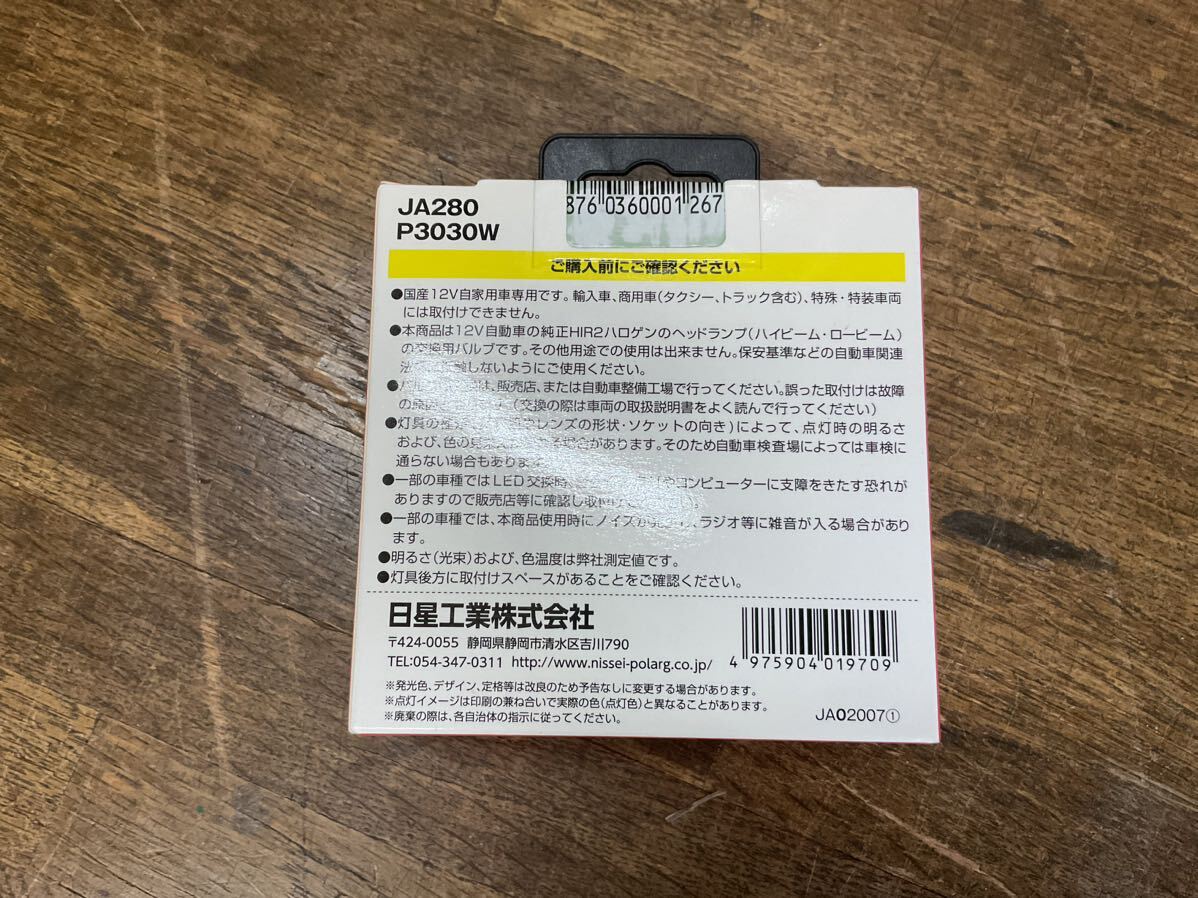 JA280
P3030W
876 0360001 267
ご購入前にご確認ください
●国産12V自家用車専用です。輸入車、商用車(タクシー、トラック含む)、特殊・特装車両
には取付けできません。
●本商品は12V自動車の純正HIR2ハロゲンのヘッドランプ(ハイビーム・ロービーム)
の交換用バルブです。その他用途での使用は出来ません。保安基準などの自動車関連
しないようにご使用ください。
は、販売店、または自動車整備工場で行ってください。誤った取付けは故障
の(交換の際は車両の取扱説明書をよく読んで行ってください)
●灯具の レンズの形状・ソケットの向き)によって、点灯時の明るさ
および、色の 場合があります。そのため自動車検査場によっては車検に
通らない場合もあります
●一部の車種ではLED交換時 コンピューターに支障をきたす恐れが
ありますので販売店等に確認し
●一部の車種では、本商品使用時にノイズが ラジオ等に雑音が入る場合があり
ます。
●明るさ(光束)および、色温度は弊社測定値です。
●灯具後方に取付けスペースがあることをご確認ください。
日星工業株式会社
〒424-0055 静岡県静岡市清水区吉川790
TEL:054-347-0311 http://www.nissei-polarg.co.jp/
4 975904 019709
※発光色、デザイン、定格等は改良のため予告なしに変更する場合があります。
※点灯イメージは印刷の兼ね合いで実際の色(点灯色)と異なることがあります。
※廃棄の際は、各自治体の指示に従ってください。
JA02007①